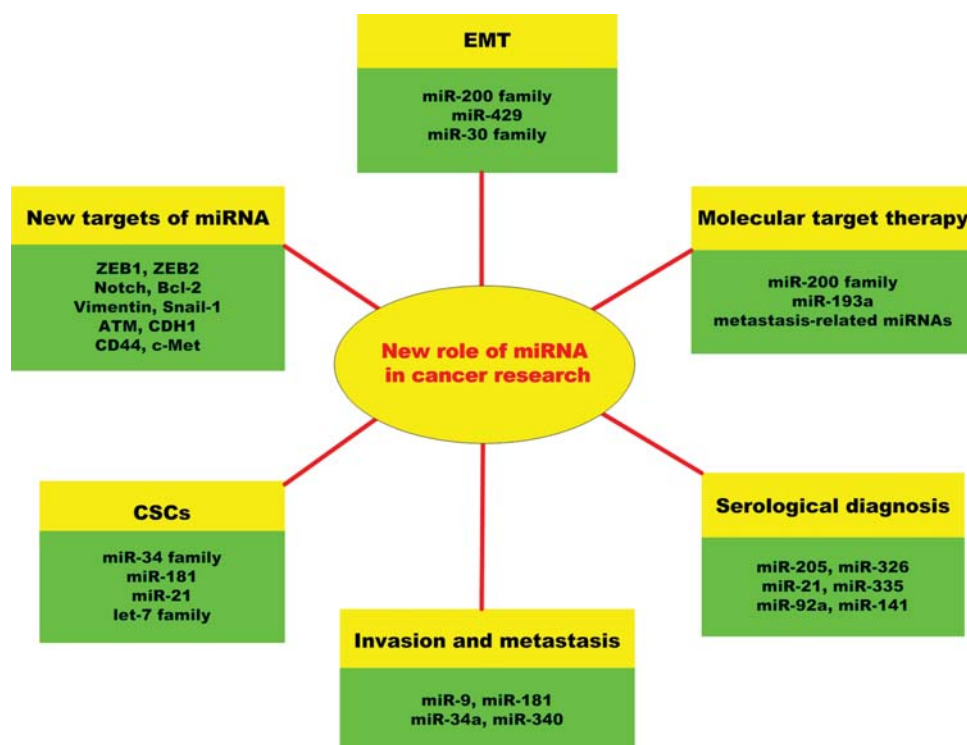 EMT
miR-200 family
miR-429
miR-30 family
New targets of miRNA
ZEB1, ZEB2
Notch, Bcl-2
Vimentin, Snail-1
ATM, CDH1
CD44, c-Met
Molecular target therapy
miR-200 family
miR-193a
metastasis-related miRNAs
New role of miRNA
in cancer research
CSCs
miR-34 family
miR-181
miR-21
let-7 family
Serological diagnosis
miR-205, miR-326
miR-21, miR-335
miR-92a, miR-141
Invasion and metastasis
miR-9, miR-181
miR-34a, miR-340